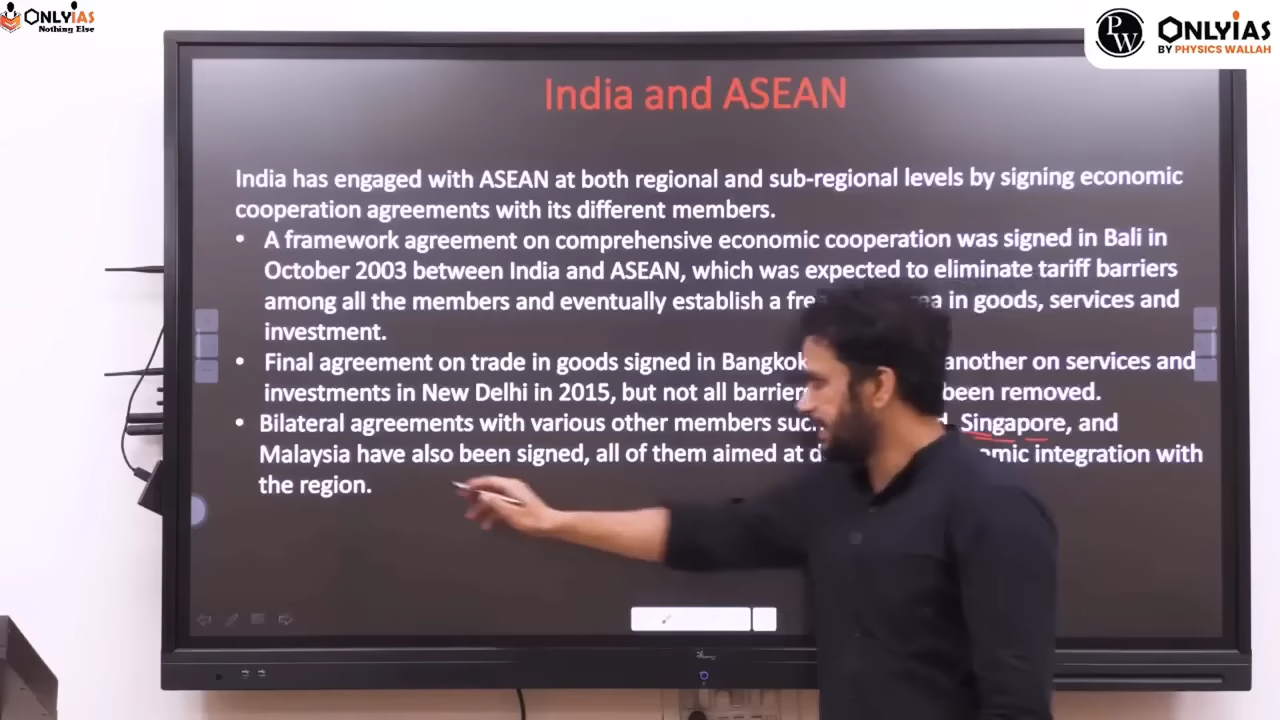 ONLYIAS
Nothing Else
PW
ONLYIAS
BY PHYSICS WALLAH
India and ASEAN
India has engaged with ASEAN at both regional and sub-regional levels by signing economic
cooperation agreements with its different members.
• A framework agreement on comprehensive economic cooperation was signed in Bali in
October 2003 between India and ASEAN, which was expected to eliminate tariff barriers
among all the members and eventually establish a in goods, services and
investment.
• Final agreement on trade in goods signed in Bangkok another on services and
investments in New Delhi in 2015, but not all barrier been removed.
• Bilateral agreements with various other members Singapore, and
Malaysia have also been signed, all of them aimed at integration with
the region.